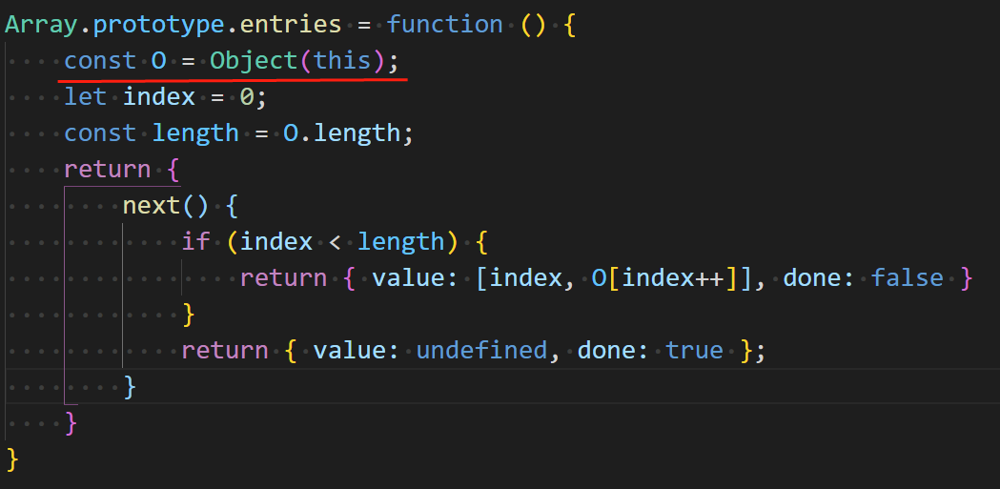 Array.prototype.entries = function () {
    const O = Object(this);
    let index = 0;
    const length = O.length;
    return {
        next() {
            if (index < length) {
                return { value: [index, O[index++]], done: false }
            }
            return { value: undefined, done: true };
        }
    }
}